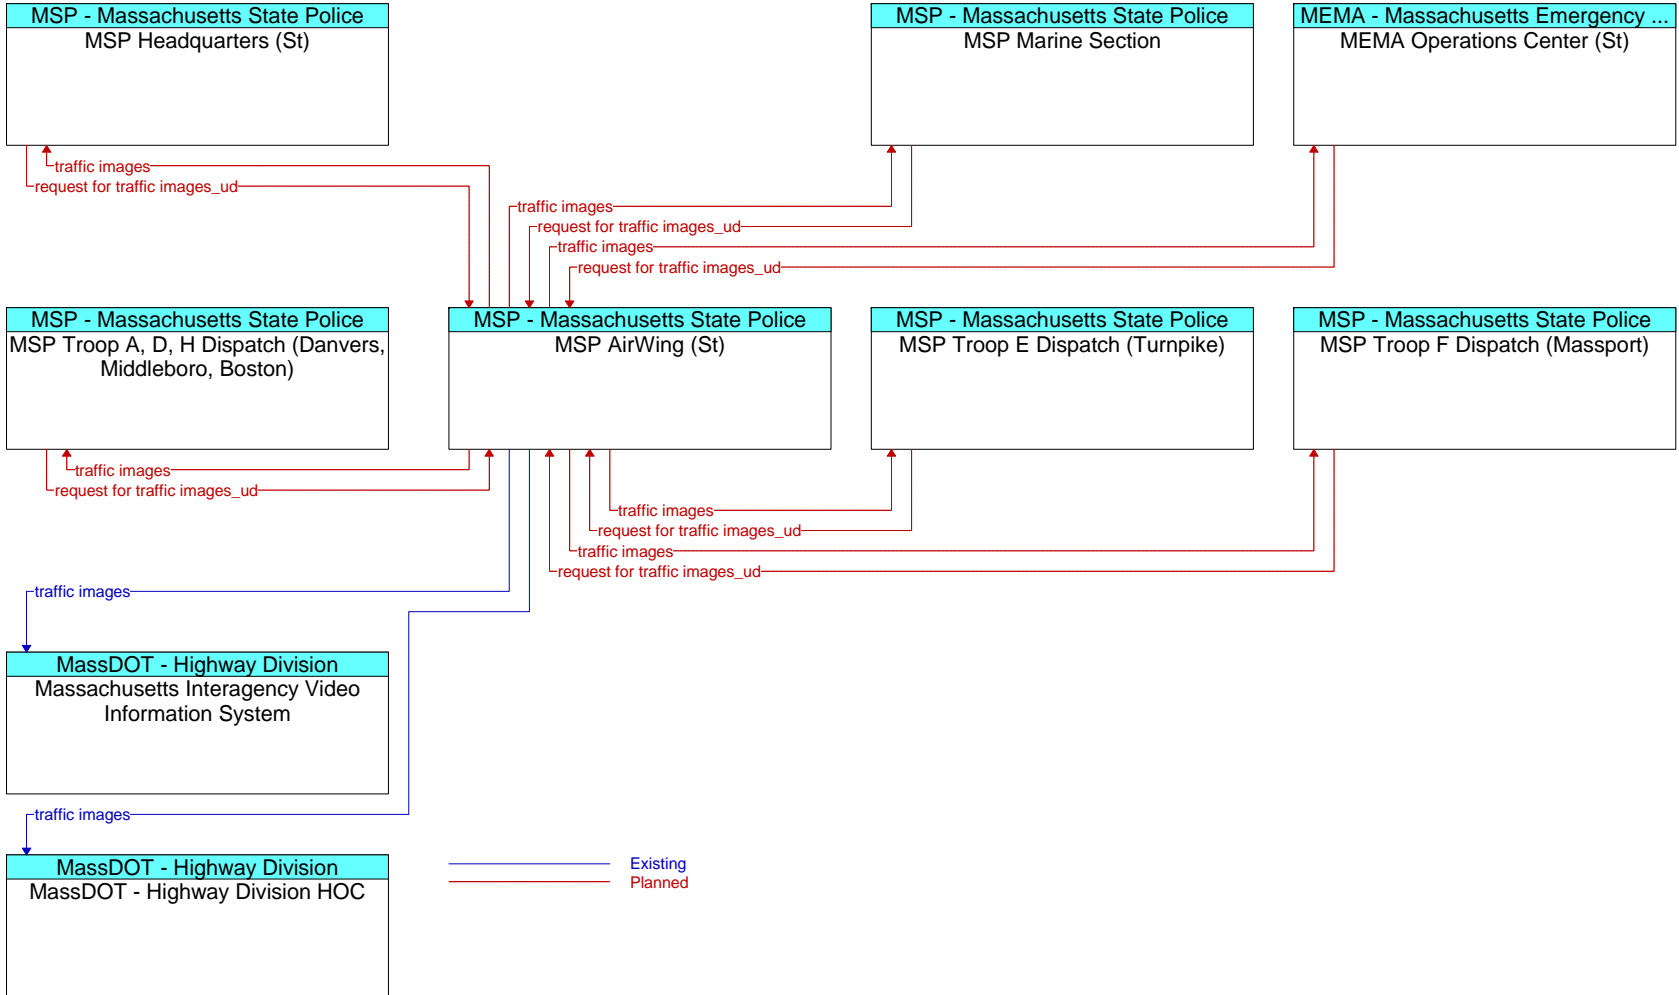 MSP - Massachusetts State Police
MSP Headquarters (St)
MSP - Massachusetts State Police
MSP Marine Section
MEMA - Massachusetts Emergency ...
MEMA Operations Center (St)
traffic images
request for traffic images_ud
traffic images
request for traffic images_ud
traffic images
request for traffic images_ud
MSP - Massachusetts State Police
MSP Troop A, D, H Dispatch (Danvers,
Middleboro, Boston)
MSP - Massachusetts State Police
MSP AirWing (St)
MSP - Massachusetts State Police
MSP Troop E Dispatch (Turnpike)
MSP - Massachusetts State Police
MSP Troop F Dispatch (Massport)
traffic images
request for traffic images_ud
traffic images
request for traffic images_ud
traffic images
request for traffic images_ud
traffic images
MassDOT - Highway Division
Massachusetts Interagency Video
Information System
traffic images
MassDOT - Highway Division
MassDOT - Highway Division HOC
Existing
Planned